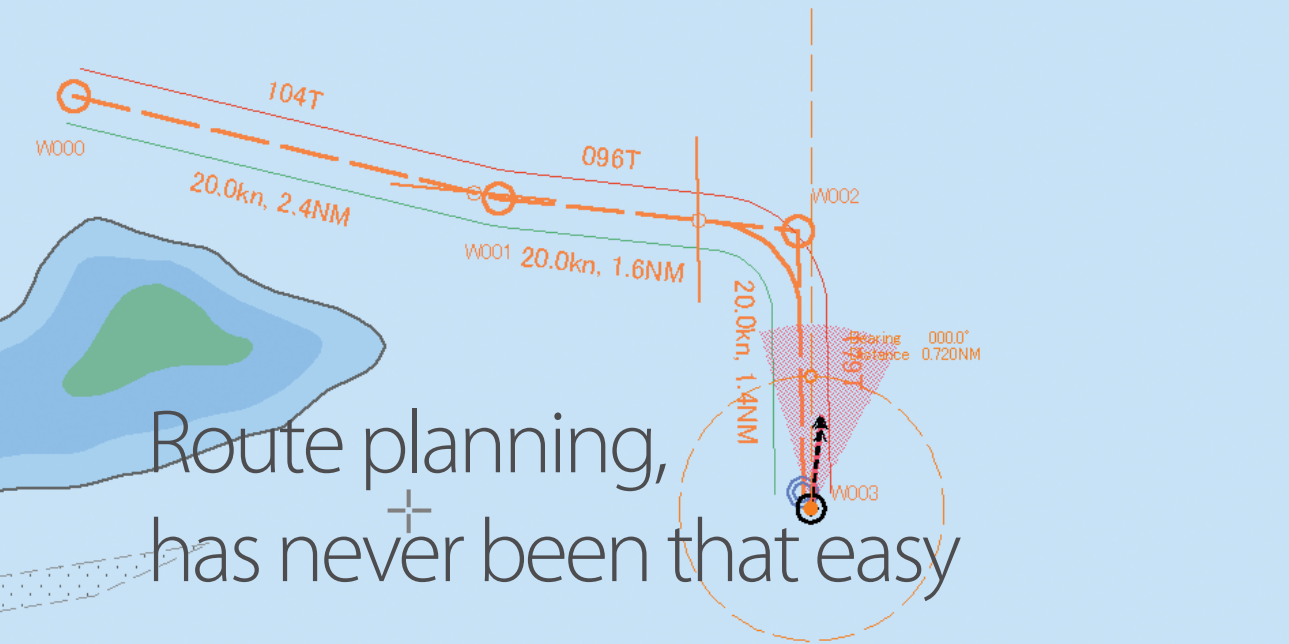 104T
W000
20.0kn, 2.4NM
096T
W001
20.0kn, 1.6NM
W002
20.0kn, 1.4NM
Bearing 000.0°
Distance 0.720NM
W003
Route planning,
has never been that easy